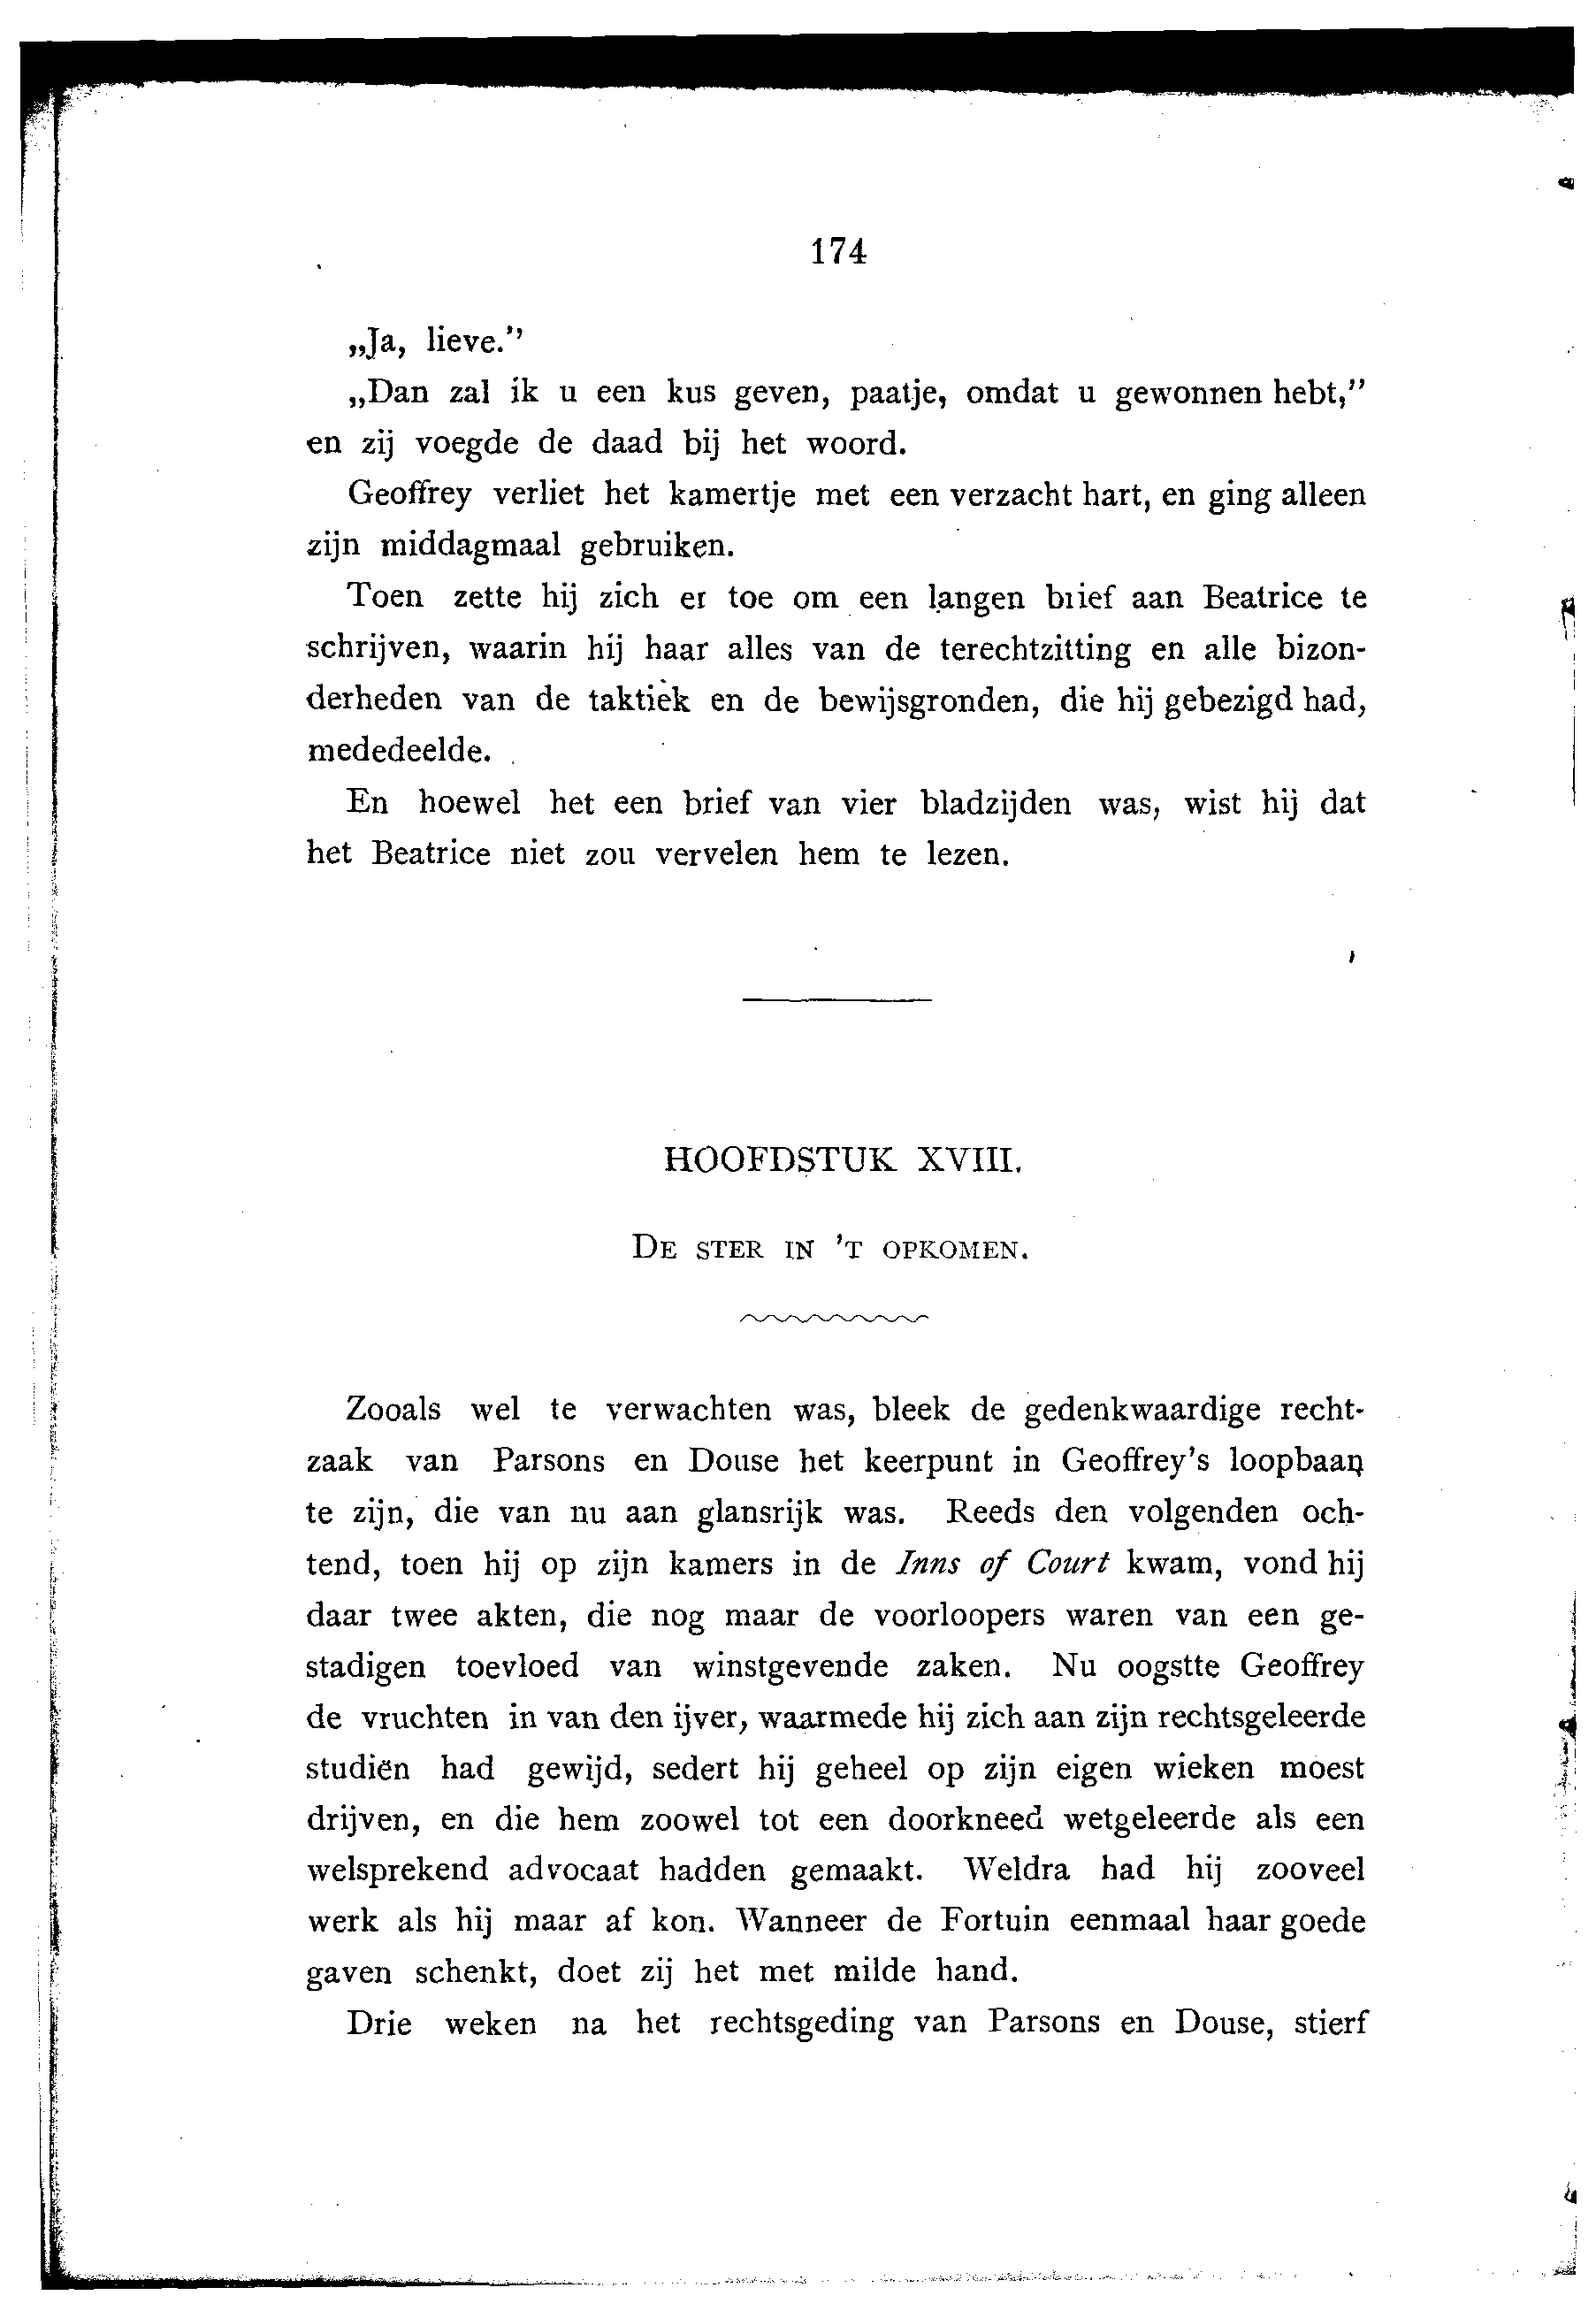 174
„Ja, lieve."
„Dan zal ik u een kus geven, paatje, omdat u gewonnen hebt,"
en zij voegde de daad bij het woord.
Geoffrey verliet het kamertje met een verzacht hart, en ging alleen
zijn middagmaal gebruiken.
Toen zette hij zich er toe om een langen brief aan Beatrice te
schrijven, waarin hij haar alles van de terechtzitting en alle bizon-
derheden van de taktiek en de bewijsgronden, die hij gebezigd had,
mededeelde.
En hoewel het een brief van vier bladzijden was, wist hij dat
het Beatrice niet zou vervelen hem te lezen.
HOOFDSTUK XVIII.
DE STER IN 'T OPKOMEN.
Zooals wel te verwachten was, bleek de gedenkwaardige recht-
zaak van Parsons en Douse het keerpunt in Geoffrey's loopbaan
te zijn, die van nu aan glansrijk was. Reeds den volgenden och-
tend, toen hij op zijn kamers in de Inns of Court kwam, vond hij
daar twee akten, die nog maar de voorloopers waren van een ge-
stadigen toevloed van winstgevende zaken. Nu oogstte Geoffrey
de vruchten in van den ijver, waarmede hij zich aan zijn rechtsgeleerde
studiën had gewijd, sedert hij geheel op zijn eigen wieken moest
drijven, en die hem zoowel tot een doorkneed wetgeleerde als een
welsprekend advocaat hadden gemaakt. Weldra had hij zooveel
werk als hij maar af kon. Wanneer de Fortuin eenmaal haar goede
gaven schenkt, doet zij het met milde hand.
Drie weken na het rechtsgeding van Parsons en Douse, stierf